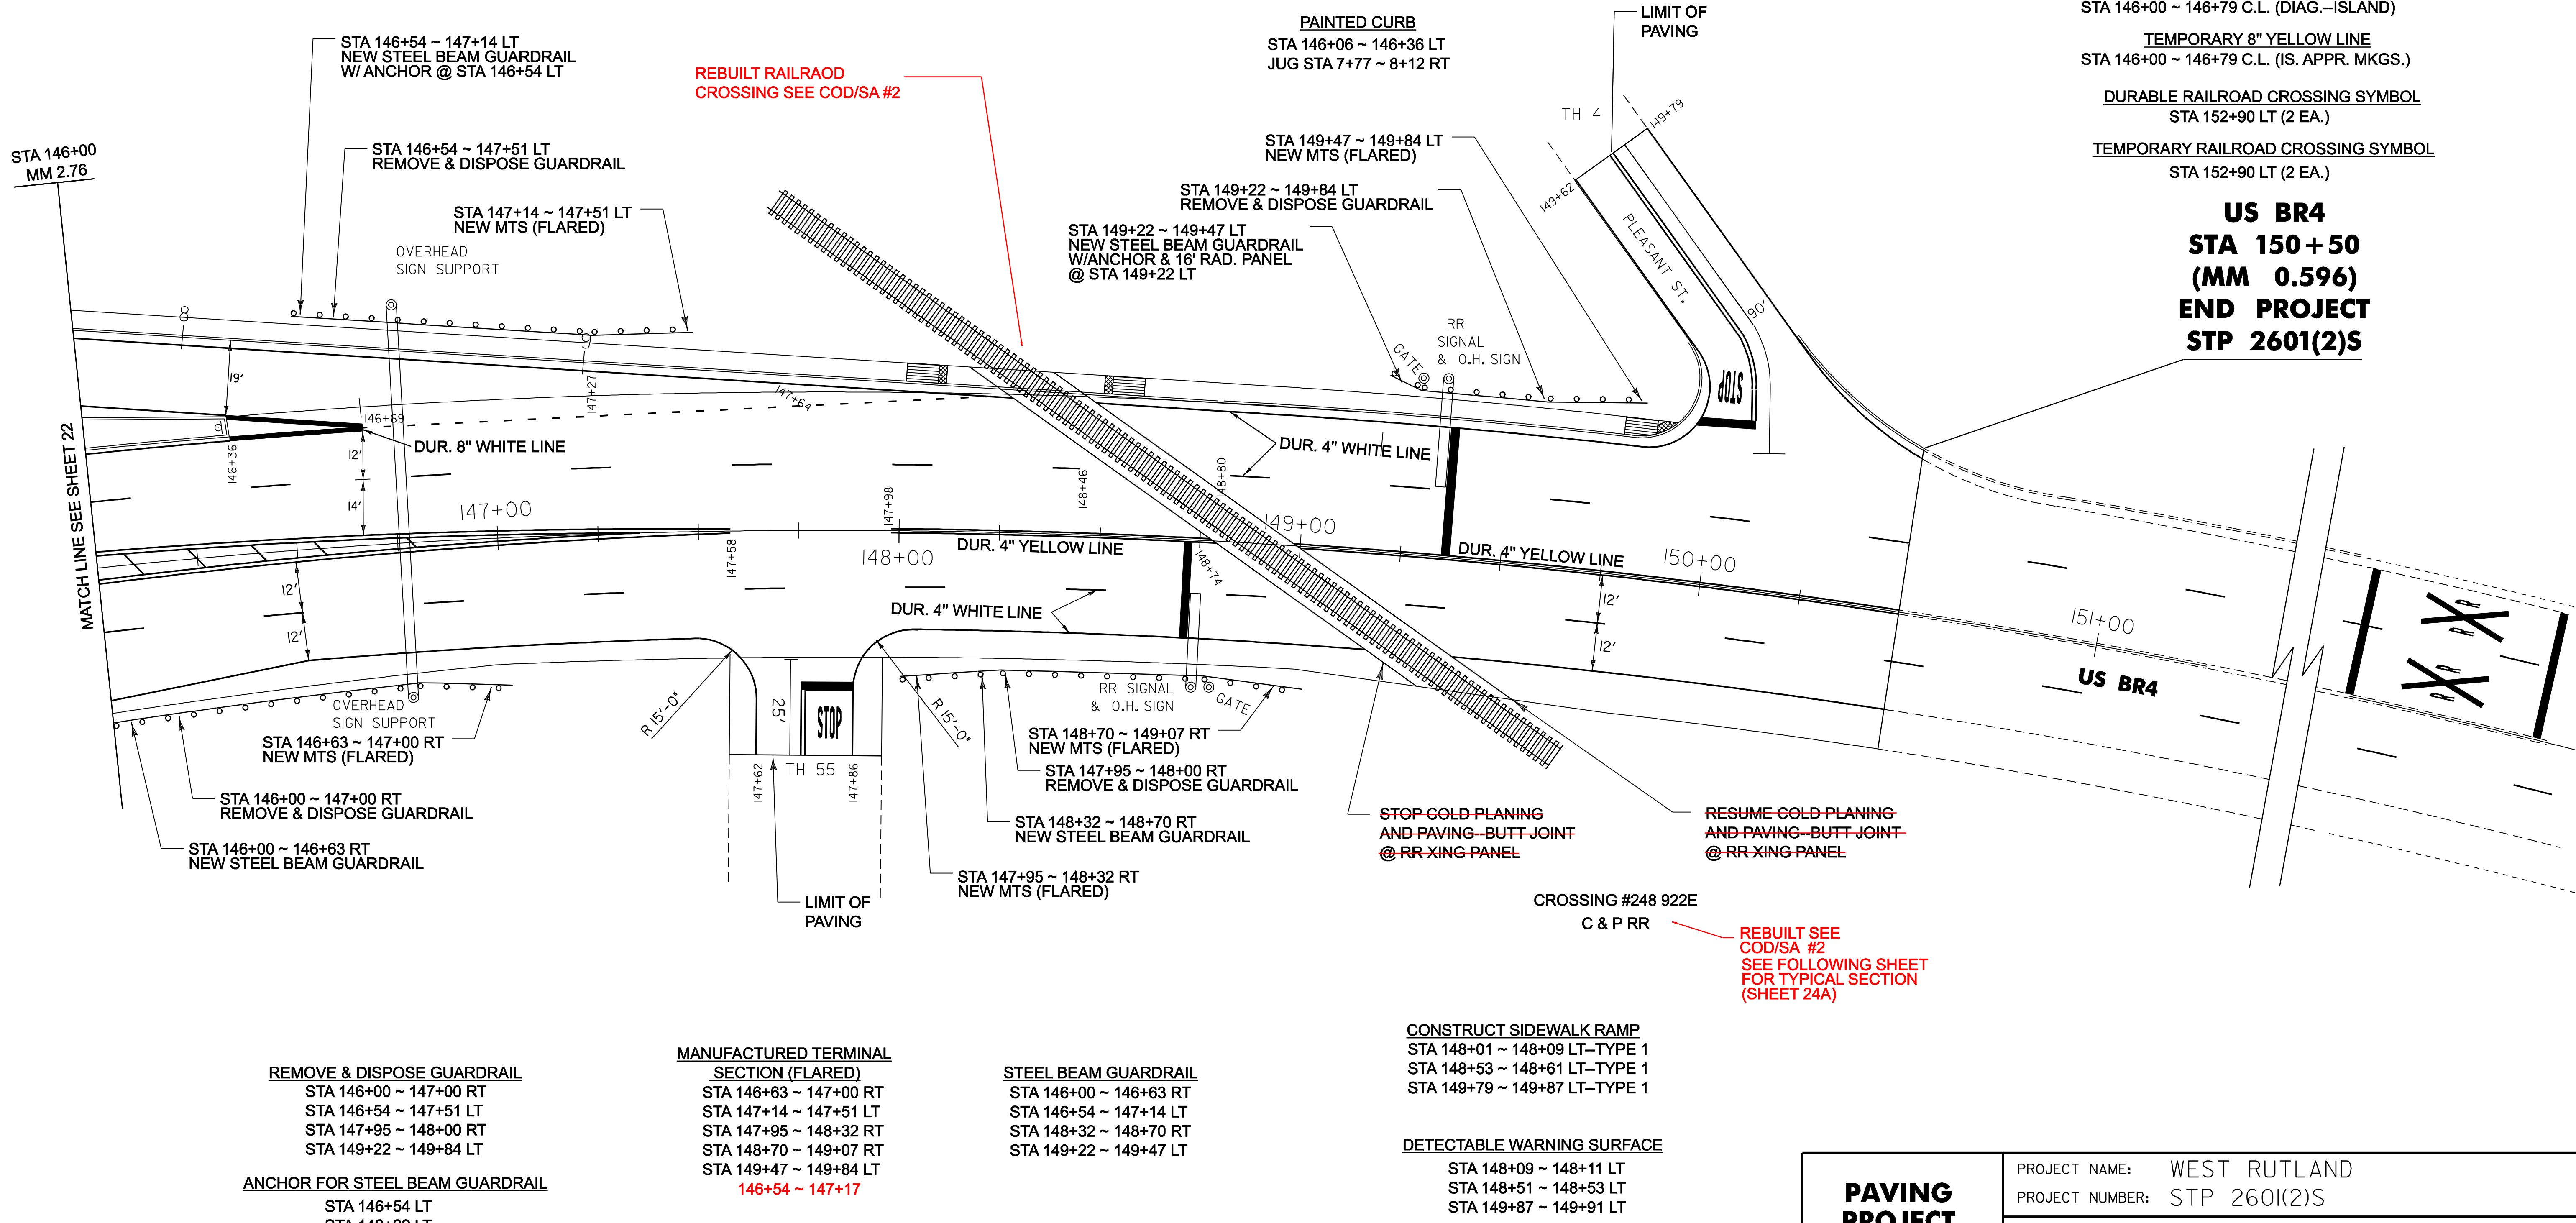 STA 146+00 ~ 146+79 C.L. (DIAG.--ISLAND)
TEMPORARY 8" YELLOW LINE
STA 146+00 ~ 146+79 C.L. (IS. APPR. MKGS.)
DURABLE RAILROAD CROSSING SYMBOL
STA 152+90 LT (2 EA.)
TEMPORARY RAILROAD CROSSING SYMBOL
STA 152+90 LT (2 EA.)
US BR4
STA 150+50
(MM 0.596)
END PROJECT
STP 2601(2)S
PAINTED CURB
STA 146+06 ~ 146+36 LT
JUG STA 7+77 ~ 8+12 RT
LIMIT OF
PAVING
STA 146+54 ~ 147+14 LT
NEW STEEL BEAM GUARDRAIL
W/ ANCHOR @ STA 146+54 LT
REBUILT RAILRAOD
CROSSING SEE COD/SA #2
STA 146+54 ~ 147+51 LT
REMOVE & DISPOSE GUARDRAIL
STA 147+14 ~ 147+51 LT
NEW MTS (FLARED)
OVERHEAD
SIGN SUPPORT
STA 146+00
MM 2.76
MATCH LINE SEE SHEET 22
STA 149+47 ~ 149+84 LT
NEW MTS (FLARED)
STA 149+22 ~ 149+84 LT
REMOVE & DISPOSE GUARDRAIL
STA 149+22 ~ 149+47 LT
NEW STEEL BEAM GUARDRAIL
W/ANCHOR & 16' RAD. PANEL
@ STA 149+22 LT
TH 4
149+79
149+62
PLEASANT ST.
90'
STOP
RR
SIGNAL
& O.H. SIGN
GATE
8
9
19'
147+27
147+64
146+69
146+36
12'
14'
DUR. 8" WHITE LINE
DUR. 4" WHITE LINE
147+00
147+98
148+46
148+80
149+00
148+00
DUR. 4" YELLOW LINE
DUR. 4" YELLOW LINE
150+00
147+58
148+74
DUR. 4" WHITE LINE
12'
12'
12'
12'
151+00
US BR4
R R
R R
OVERHEAD
SIGN SUPPORT
R 15'-0"
25'
STOP
R 15'-0"
147+62
TH 55
147+86
RR SIGNAL
& O.H. SIGN
GATE
STA 146+63 ~ 147+00 RT
NEW MTS (FLARED)
STA 146+00 ~ 147+00 RT
REMOVE & DISPOSE GUARDRAIL
STA 146+00 ~ 146+63 RT
NEW STEEL BEAM GUARDRAIL
STA 148+70 ~ 149+07 RT
NEW MTS (FLARED)
STA 147+95 ~ 148+00 RT
REMOVE & DISPOSE GUARDRAIL
STA 148+32 ~ 148+70 RT
NEW STEEL BEAM GUARDRAIL
STA 147+95 ~ 148+32 RT
NEW MTS (FLARED)
LIMIT OF
PAVING
STOP COLD PLANING
AND PAVING--BUTT JOINT
@ RR XING PANEL
RESUME COLD PLANING
AND PAVING--BUTT JOINT
@ RR XING PANEL
CROSSING #248 922E
C & P RR
REBUILT SEE
COD/SA #2
SEE FOLLOWING SHEET
FOR TYPICAL SECTION
(SHEET 24A)
REMOVE & DISPOSE GUARDRAIL
STA 146+00 ~ 147+00 RT
STA 146+54 ~ 147+51 LT
STA 147+95 ~ 148+00 RT
STA 149+22 ~ 149+84 LT
ANCHOR FOR STEEL BEAM GUARDRAIL
STA 146+54 LT
MANUFACTURED TERMINAL
SECTION (FLARED)
STA 146+63 ~ 147+00 RT
STA 147+14 ~ 147+51 LT
STA 147+95 ~ 148+32 RT
STA 148+70 ~ 149+07 RT
STA 149+47 ~ 149+84 LT
146+54 ~ 147+17
STEEL BEAM GUARDRAIL
STA 146+00 ~ 146+63 RT
STA 146+54 ~ 147+14 LT
STA 148+32 ~ 148+70 RT
STA 149+22 ~ 149+47 LT
CONSTRUCT SIDEWALK RAMP
STA 148+01 ~ 148+09 LT--TYPE 1
STA 148+53 ~ 148+61 LT--TYPE 1
STA 149+79 ~ 149+87 LT--TYPE 1
DETECTABLE WARNING SURFACE
STA 148+09 ~ 148+11 LT
STA 148+51 ~ 148+53 LT
STA 149+87 ~ 149+91 LT
PAVING
PROJECT
PROJECT NAME: WEST RUTLAND
PROJECT NUMBER: STP 2601(2)S